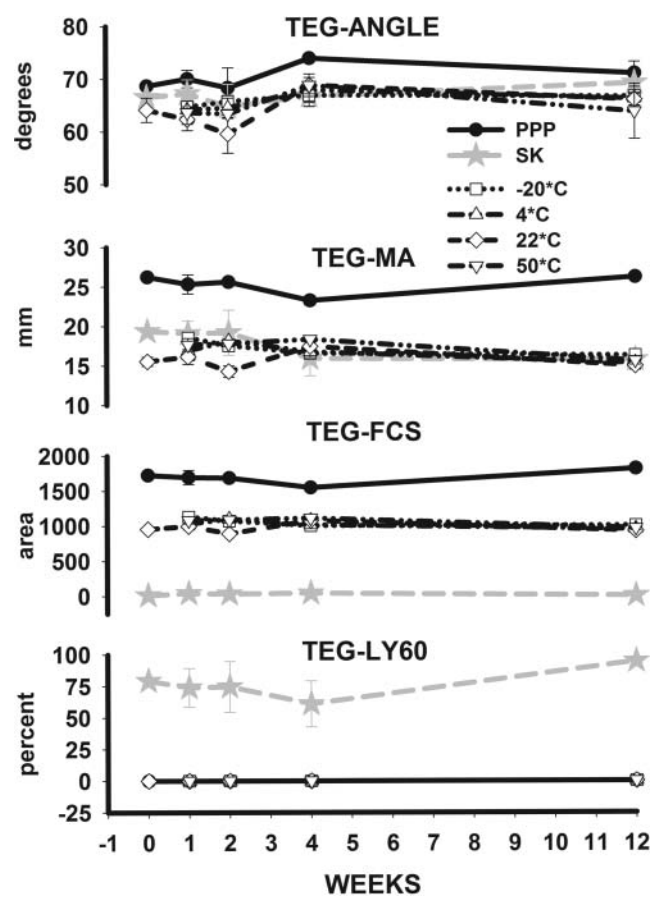 TEG-ANGLE
80
70
60
50
degrees
PPP
SK
-20*C
4*C
22*C
50*C
TEG-MA
30
25
20
15
10
mm
TEG-FCS
2000
1500
1000
500
0
area
TEG-LY60
100
75
50
25
0
-25
percent
-1 0 1 2 3 4 5 6 7 8 9 10 11 12
WEEKS